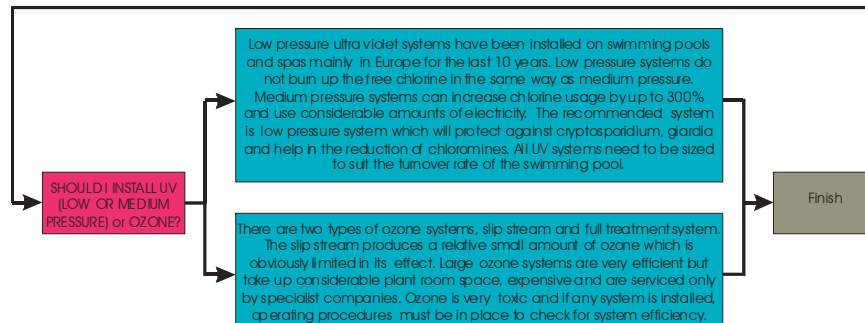 Low pressure ultra violet systems have been installed on swimming pools
and spas mainly in Europe for the last 10 years. Low pressure systems do
not burn up the free chlorine in the same way as medium pressure.
Medium pressure systems can increase chlorine usage by up to 300%
and use considerable amounts of electricity. The recommended system
is low pressure system which will protect against cryptosporidium, giardia
and help in the reduction of chloromines. All UV systems need to be sized
to suit the turnover rate of the swimming pool.
SHOULD I INSTALL UV
(LOW OR MEDIUM
PRESSURE) or OZONE?
Finish
There are two types of ozone systems, slip stream and full treatment system.
The slip stream produces a relative small amount of ozone which is
obviously limited in its effect. Large ozone systems are very efficient but
take up considerable plant room space, expensive and are serviced only
by specialist companies. Ozone is very toxic and if any system is installed,
operating procedures must be in place to check for system efficiency.